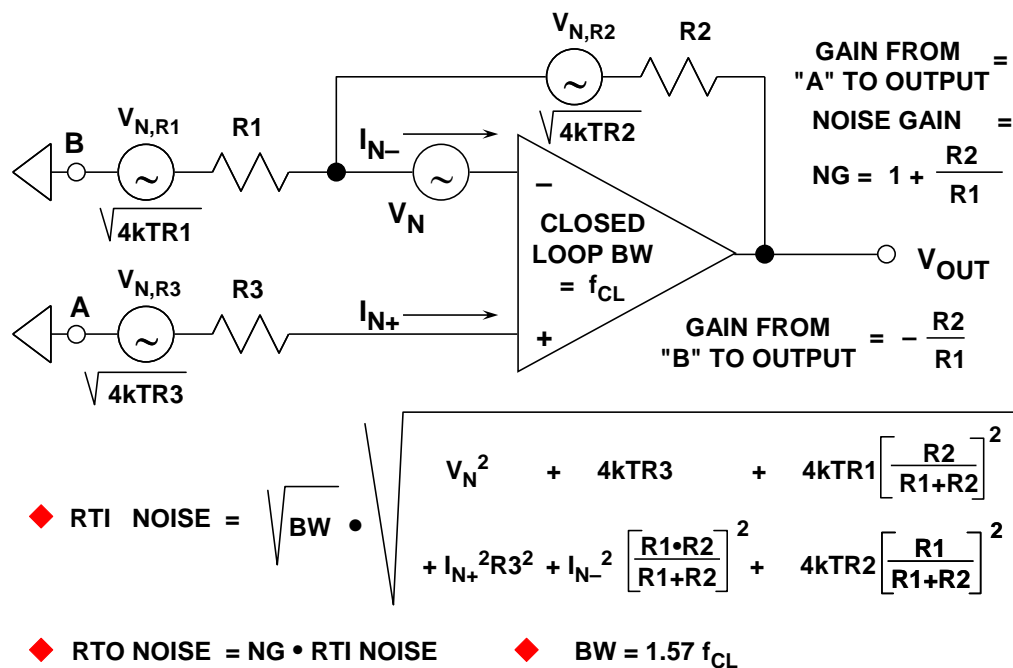 V_N,R2
R2
GAIN FROM =
"A" TO OUTPUT
NOISE GAIN =
NG = 1 + R2/R1
B
V_N,R1
R1
I_N–
√4kTR2
√4kTR1
V_N
–
CLOSED
LOOP BW
= f_CL
V_OUT
A
V_N,R3
R3
I_N+
+
√4kTR3
GAIN FROM
"B" TO OUTPUT = – R2/R1
RTI NOISE = √BW • √
V_N² + 4kTR3 + 4kTR1[R2/(R1+R2)]²
+ I_N+²R3² + I_N–²[R1•R2/(R1+R2)]² + 4kTR2[R1/(R1+R2)]²
RTO NOISE = NG • RTI NOISE
BW = 1.57 f_CL